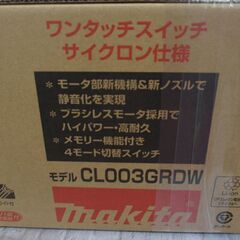 ワンタッチスイッチ
サイクロン仕様
＊モータ部新機構&新ノズルで
静音化を実現
＊ブラシレスモータ採用で
ハイパワー・高耐久
＊メモリー機能付き
4モード切替スイッチ
モデル CL003GRDW
makita